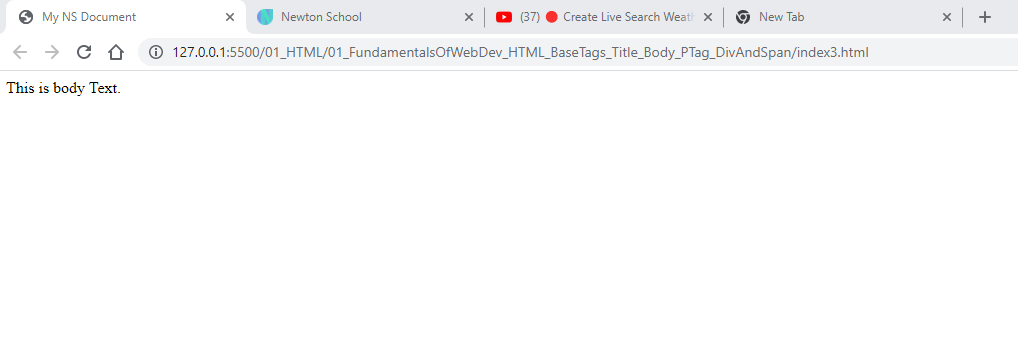 My NS Document
Newton School
(37) Create Live Search Weath
New Tab
127.0.0.1:5500/01_HTML/01_FundamentalsOfWebDev_HTML_BaseTags_Title_Body_PTag_DivAndSpan/index3.html
This is body Text.